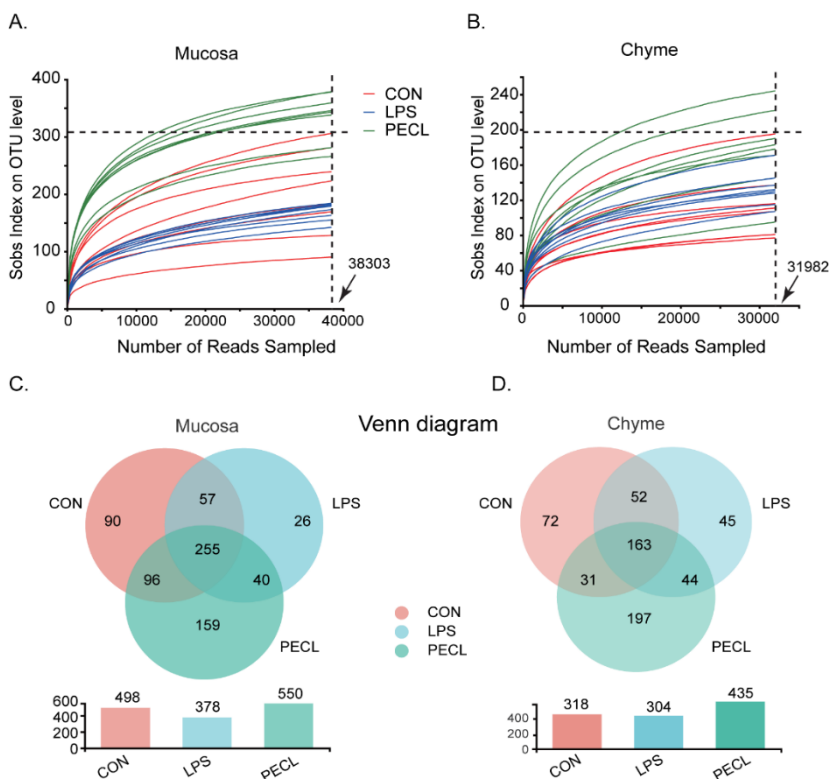 A.
B.
Mucosa
Chyme
400
300
200
100
0
Sobs Index on OTU level
0
10000
20000
30000
40000
Number of Reads Sampled
38303
CON
LPS
PECL
240
200
160
120
80
40
0
Sobs Index on OTU level
0
10000
20000
30000
Number of Reads Sampled
31982
C.
D.
Venn diagram
Mucosa
Chyme
CON
LPS
PECL
90
57
26
255
96
40
159
CON
LPS
PECL
CON
LPS
PECL
72
52
45
163
31
44
197
600
400
200
0
498
378
550
CON
LPS
PECL
400
200
0
318
304
435
CON
LPS
PECL